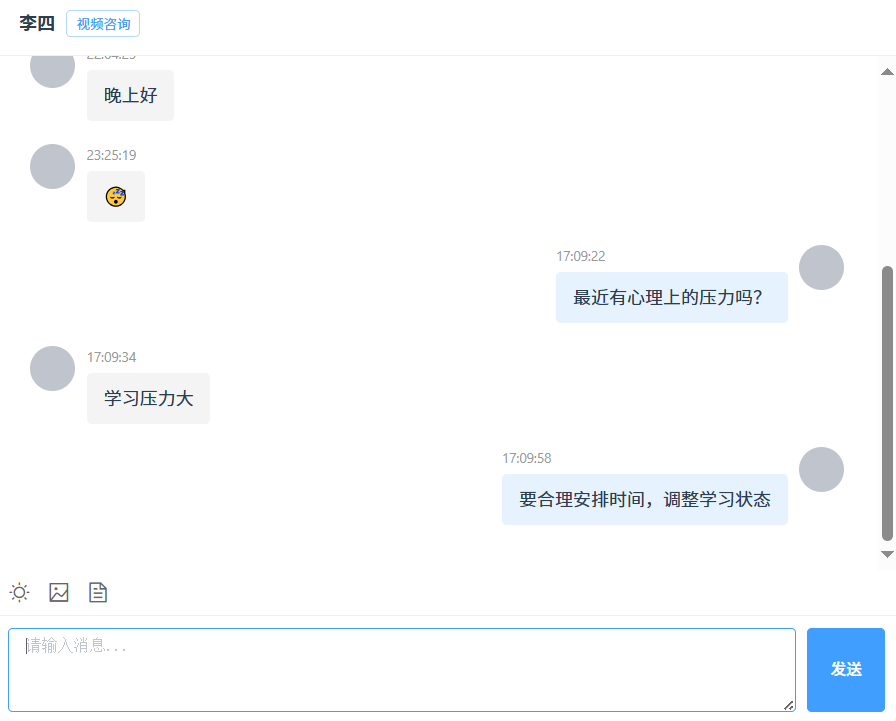 李四 视频咨询
晚上好
23:25:19
😴
17:09:22
最近有心理上的压力吗?
17:09:34
学习压力大
17:09:58
要合理安排时间，调整学习状态
请输入消息...
发送